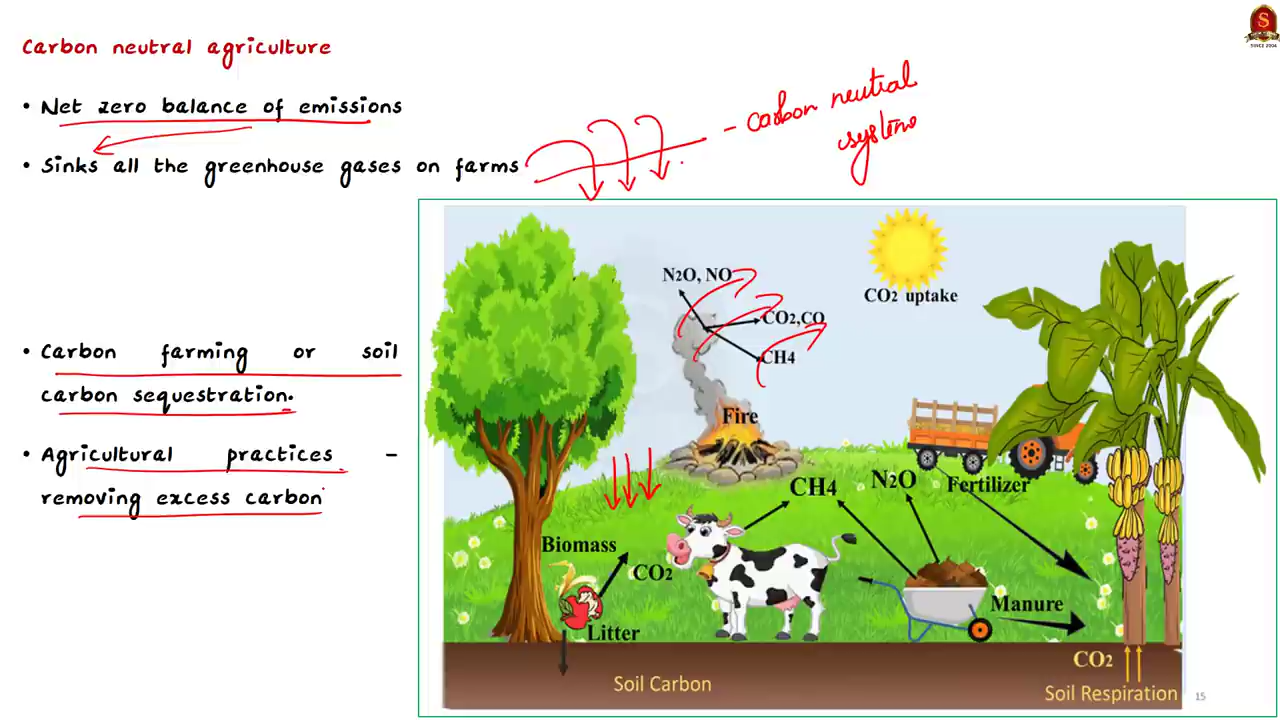 Carbon neutral agriculture
• Net zero balance of emissions
• Sinks all the greenhouse gases on farms
- carbon neutral
system
• Carbon farming or soil
carbon sequestration.
• Agricultural practices -
removing excess carbon
N2O, NO
CO2,CO
CH4
CO2 uptake
Fire
CH4
N2O
Fertilizer
Biomass
CO2
Litter
Manure
CO2
Soil Carbon
Soil Respiration
15
S
SINCE 2004